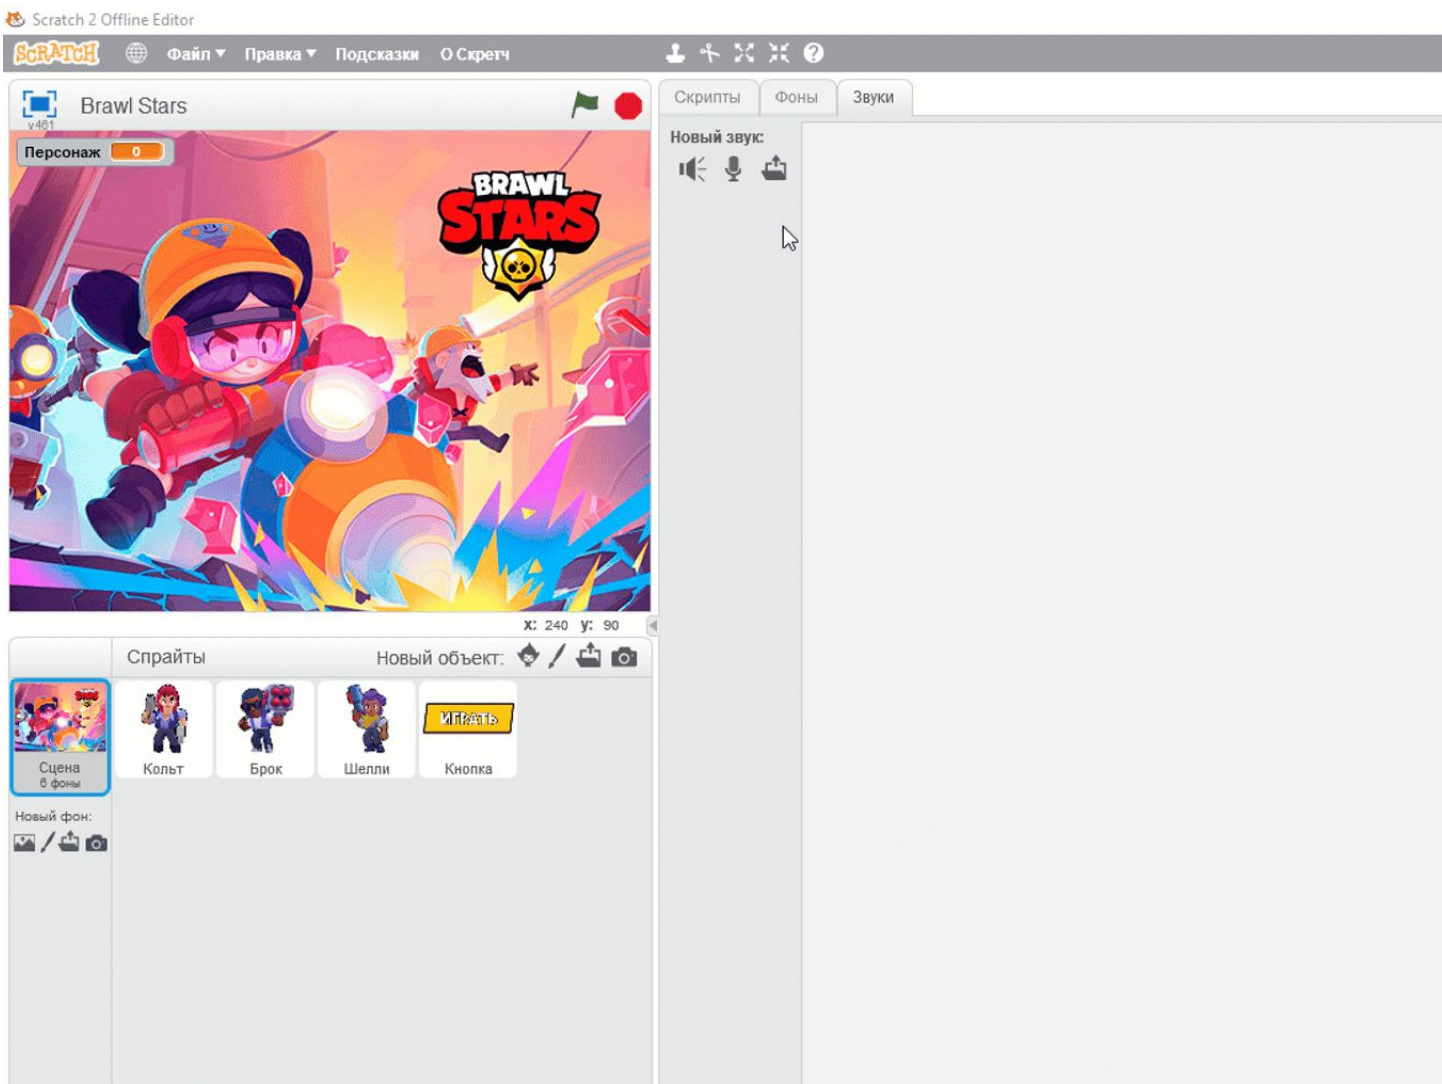 Scratch 2 Offline Editor
SCRATCH Файл Правка Подсказки О Скретч
Brawl Stars
v461
Скрипты Фоны Звуки
Персонаж 0
BRAWL
STARS
Новый звук:
x: 240 y: 90
Спрайты Новый объект:
ИГРАТЬ
Сцена
6 фоны
Кольт Брок Шелли Кнопка
Новый фон: